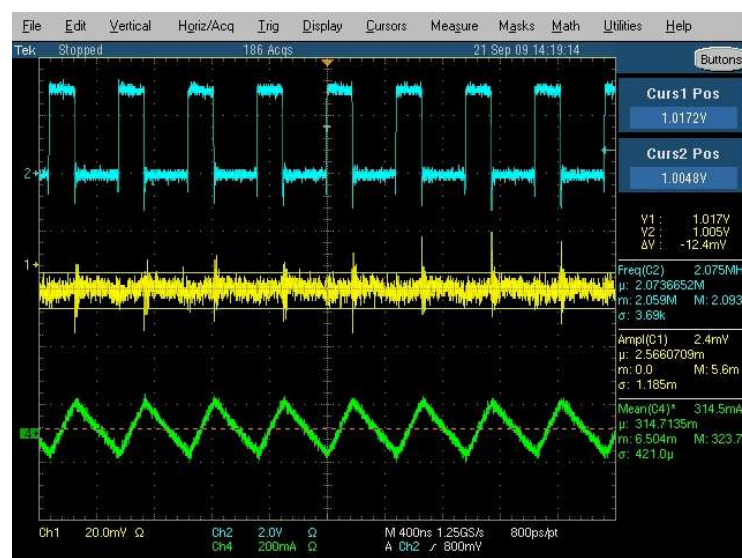 File Edit Vertical Horiz/Acq Trig Display Cursors Measure Masks Math Utilities Help
Tek Stopped 186 Acqs 21 Sep 09 14:19:14
Buttons
Curs1 Pos
1.0172V
Curs2 Pos
1.0048V
2
V1 : 1.017V
V2 : 1.005V
ΔV : -12.4mV
1
Freq(C2) 2.075MH
μ: 2.0736652M
m: 2.059M M: 2.093
σ: 3.69k
Ampl(C1) 2.4mV
μ: 2.5660709m
m: 0.0 M: 5.6m
σ: 1.185m
Mean(C4)* 314.5mA
μ: 314.7135m
m: 6.504m M: 323.7
σ: 421.0μ
Ch1 20.0mV Ω Ch2 2.0V Ω M 400ns 1.25GS/s 800ps/pt
Ch4 200mA Ω A Ch2 ∕ 800mV